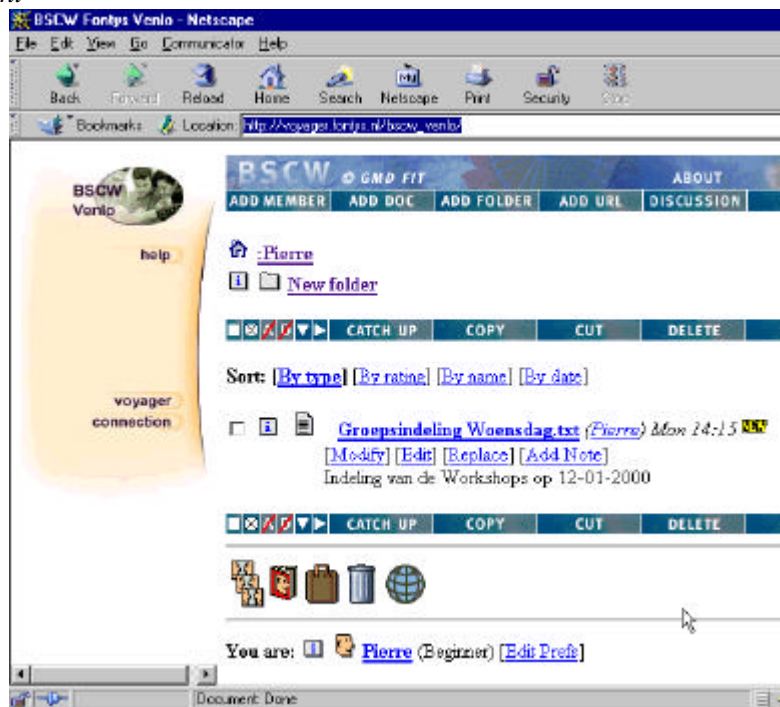 BSCW Fontys Venlo - Netscape
File Edit View Go Communicator Help
Back Forward Reload Home Search Netscape Print Security Stop
Bookmarks Location: http://voyager.fontys.nl/bscw_venlo/
BSCW © GMD FIT ABOUT
BSCW
Venlo
ADD MEMBER ADD DOC ADD FOLDER ADD URL DISCUSSION
help
:Pierre
New folder
CATCH UP COPY CUT DELETE
Sort: [By type] [By rating] [By name] [By date]
voyager
connection
Groepsindeling Woensdag.txt (Pierre) Mon 14:15 NEW
[Modify] [Edit] [Replace] [Add Note]
Indeling van de Workshops op 12-01-2000
CATCH UP COPY CUT DELETE
You are: Pierre (Beginner) [Edit Prefs]
Document: Done